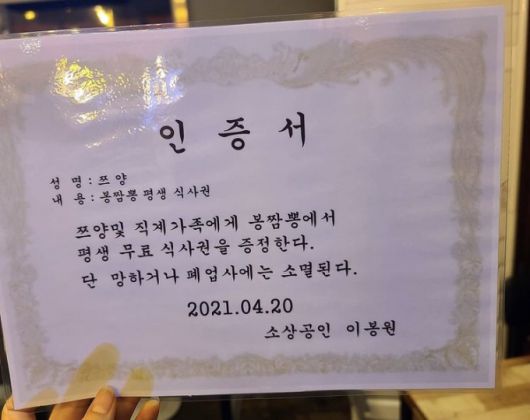 인 증 서
성 명 : 쯔양
내 용 : 봉짬뽕 평생 식사권
쯔양및 직계가족에게 봉짬뽕에서
평생 무료 식사권을 증정한다.
단 망하거나 폐업사에는 소멸된다.
2021.04.20
소상공인 이봉원